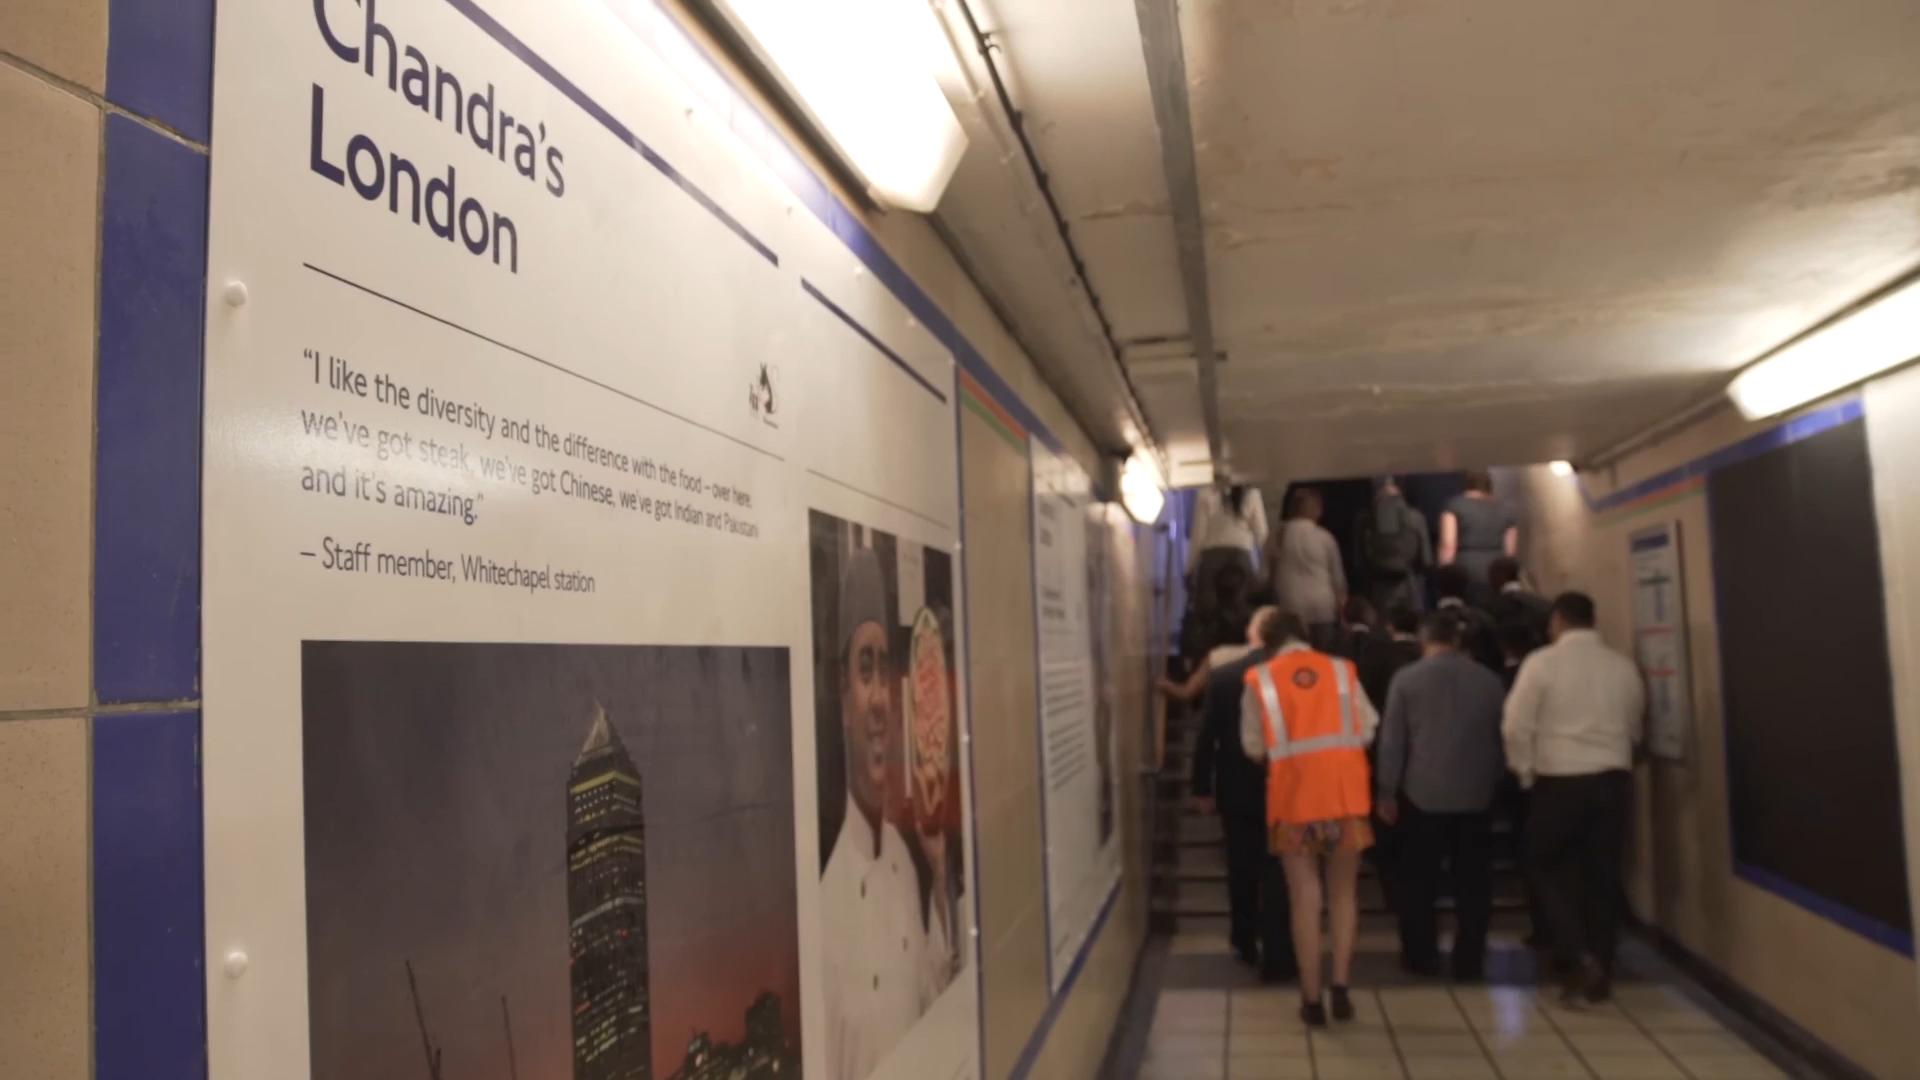 Chandra’s
London
“I like the diversity and the difference with the food – over here,
we’ve got steak, we’ve got Chinese, we’ve got Indian and Pakistani
and it’s amazing.”
– Staff member, Whitechapel station